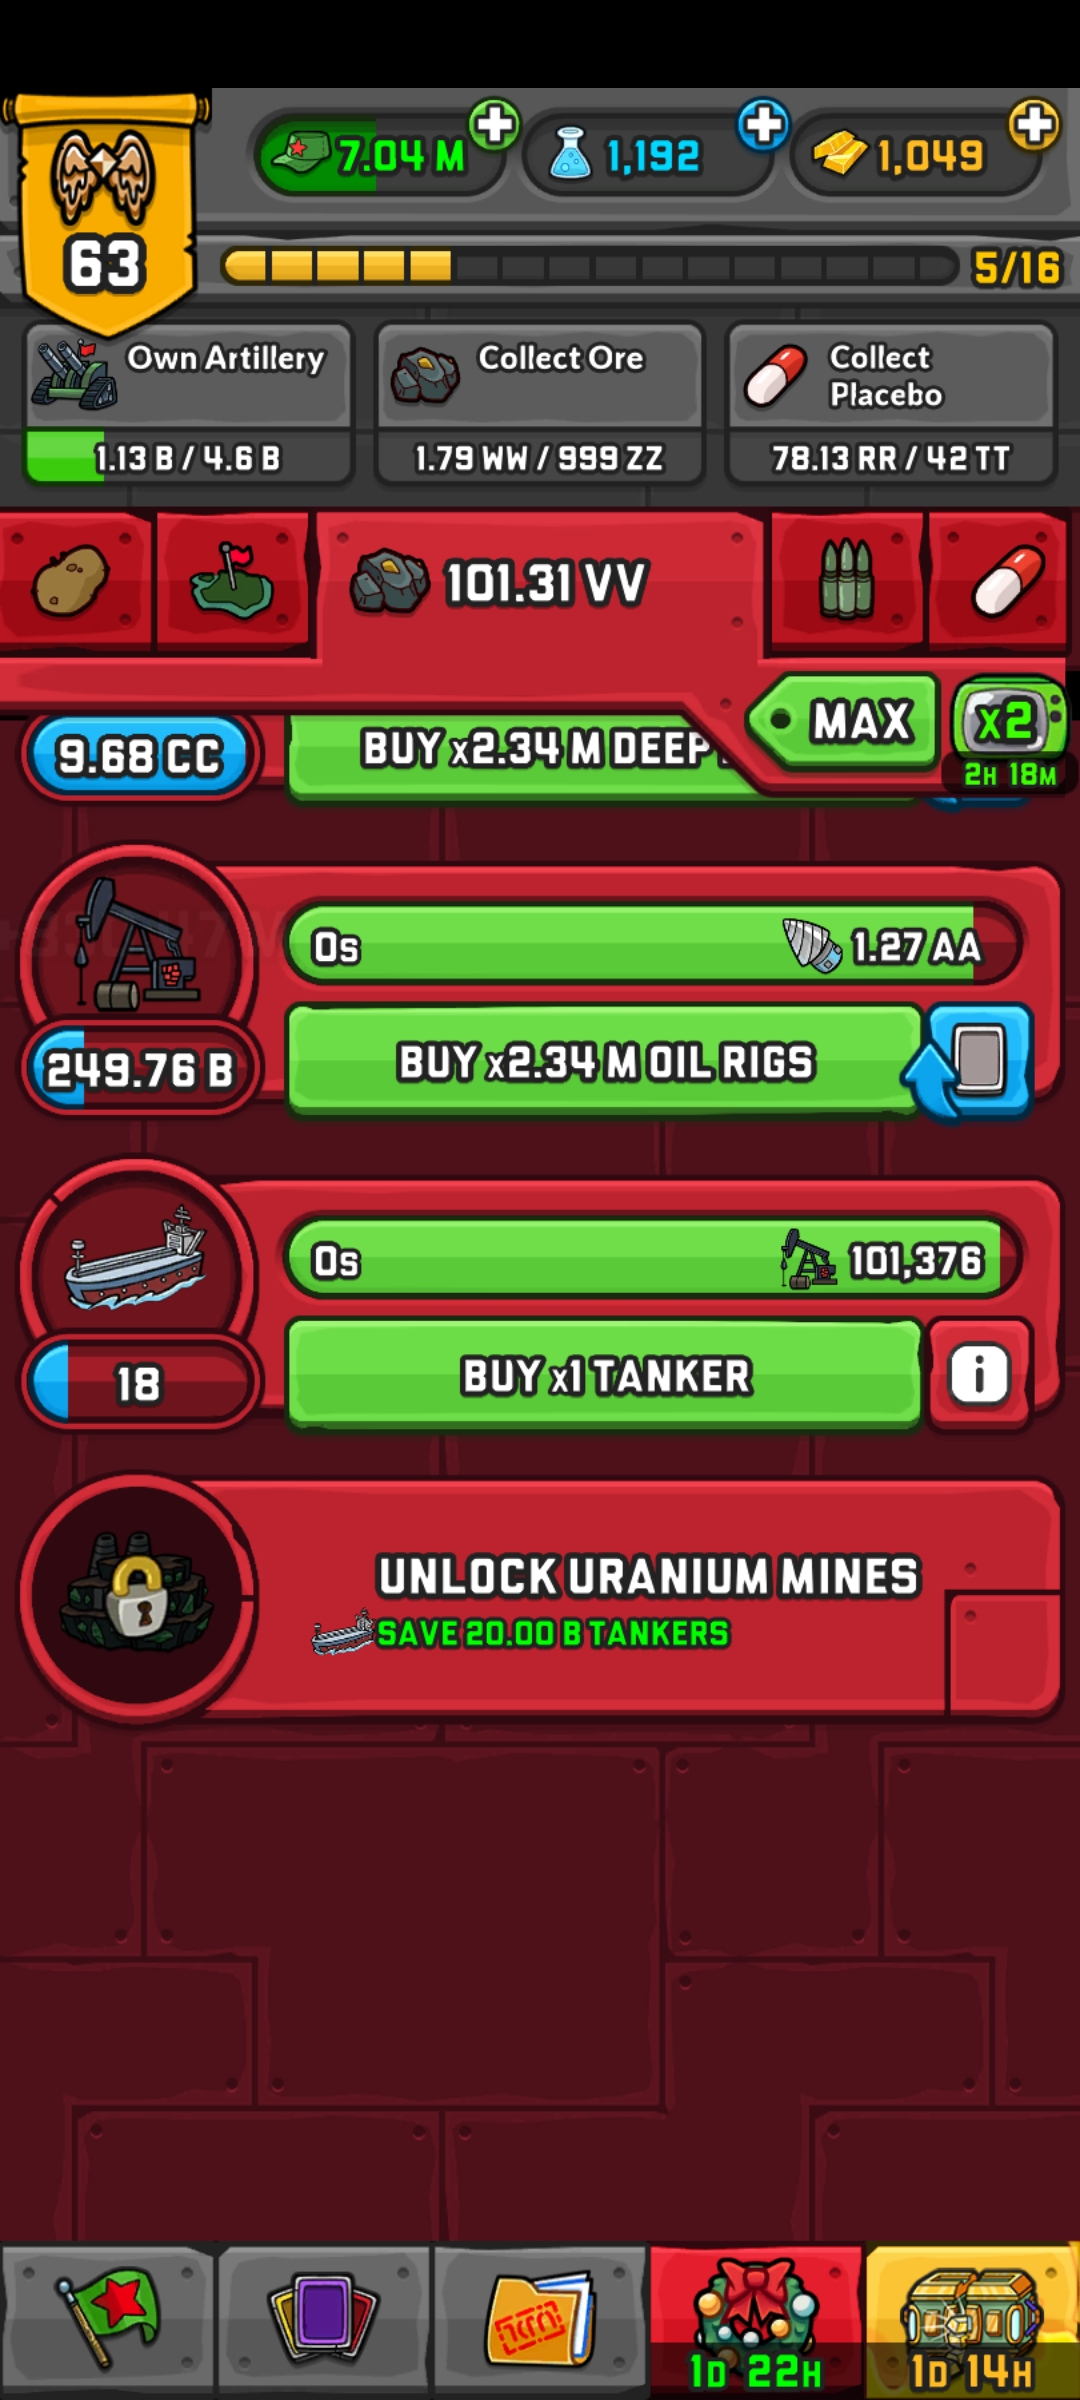 7.04 M
1,192
1,049
63
5/16
Own Artillery
1.13 B / 4.6 B
Collect Ore
1.79 WW / 999 ZZ
Collect
Placebo
78.13 RR / 42 TT
101.31 VV
MAX
x2
2H 18M
9.68 CC
BUY x2.34 M DEEP
0s
1.27 AA
249.76 B
BUY x2.34 M OIL RIGS
0s
101,376
18
BUY x1 TANKER
i
UNLOCK URANIUM MINES
SAVE 20.00 B TANKERS
1D 22H
1D 14H